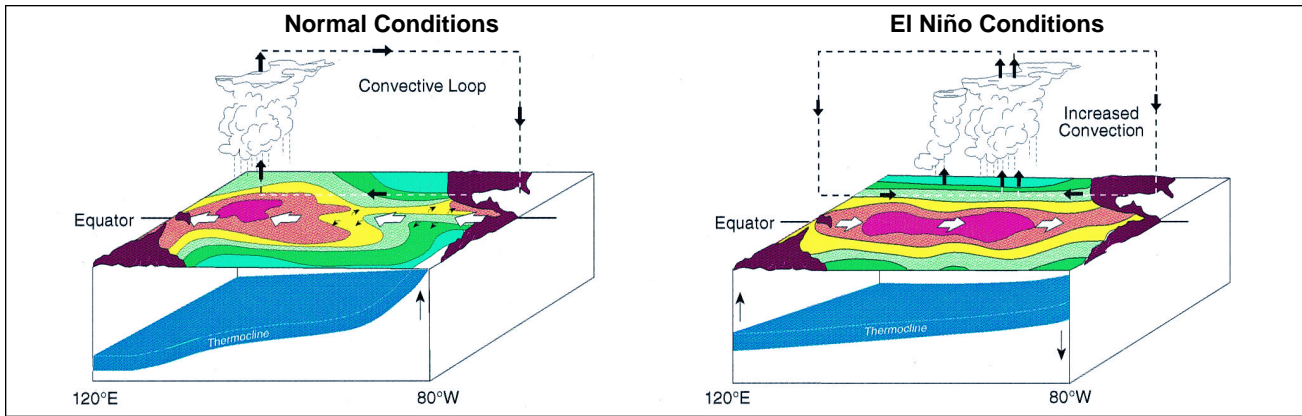 Normal Conditions
Convective Loop
Equator
Thermocline
120°E
80°W
El Niño Conditions
Increased
Convection
Equator
Thermocline
120°E
80°W